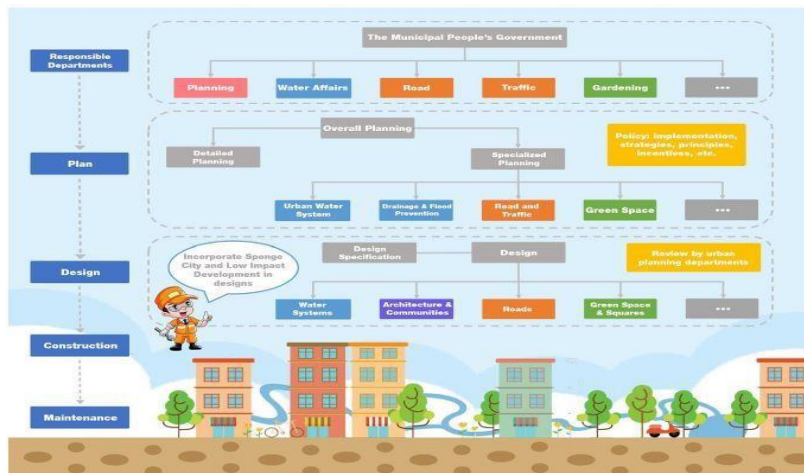 Responsible
Departments
The Municipal People's Government
Planning
Water Affairs
Road
Traffic
Gardening
...
Plan
Overall Planning
Detailed
Planning
Specialized
Planning
Policy: implementation,
strategies, principles,
incentives, etc.
Urban Water
System
Drainage & Flood
Prevention
Road and
Traffic
Green Space
...
Design
Incorporate Sponge
City and Low Impact
Development in
designs
Design
Specification
Design
Review by urban
planning departments
Water
Systems
Architecture &
Communities
Roads
Green Space
& Squares
...
Construction
Maintenance